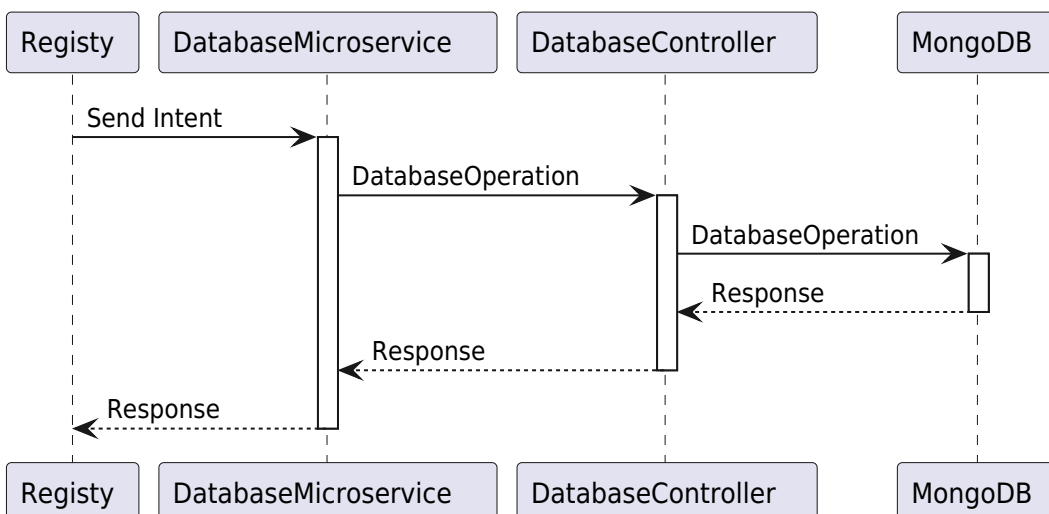 Registy DatabaseMicroservice DatabaseController MongoDB
Send Intent
DatabaseOperation
DatabaseOperation
Response
Response
Response
Registy DatabaseMicroservice DatabaseController MongoDB